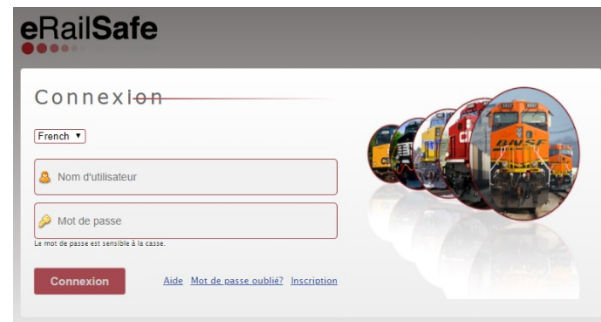 eRailSafe
Connexion
French
Nom d'utilisateur
Mot de passe
Le mot de passe est sensible à la casse.
Connexion
Aide
Mot de passe oublié?
Inscription
BNSF